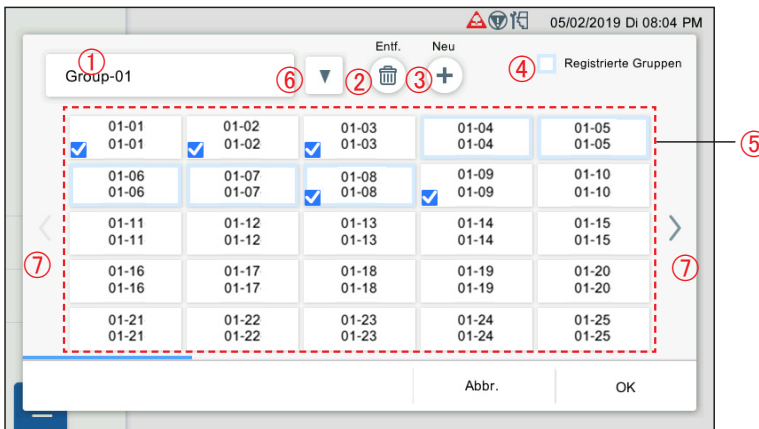 05/02/2019 Di 08:04 PM
Entf. Neu
① Group-01 ⑥ ▼ ② ③ + ④ Registrierte Gruppen
01-01 01-02 01-03 01-04 01-05
01-01 01-02 01-03 01-04 01-05
⑤
01-06 01-07 01-08 01-09 01-10
01-06 01-07 01-08 01-09 01-10
01-11 01-12 01-13 01-14 01-15
01-11 01-12 01-13 01-14 01-15
⑦ ⑦
01-16 01-17 01-18 01-19 01-20
01-16 01-17 01-18 01-19 01-20
01-21 01-22 01-23 01-24 01-25
01-21 01-22 01-23 01-24 01-25
Abbr. OK